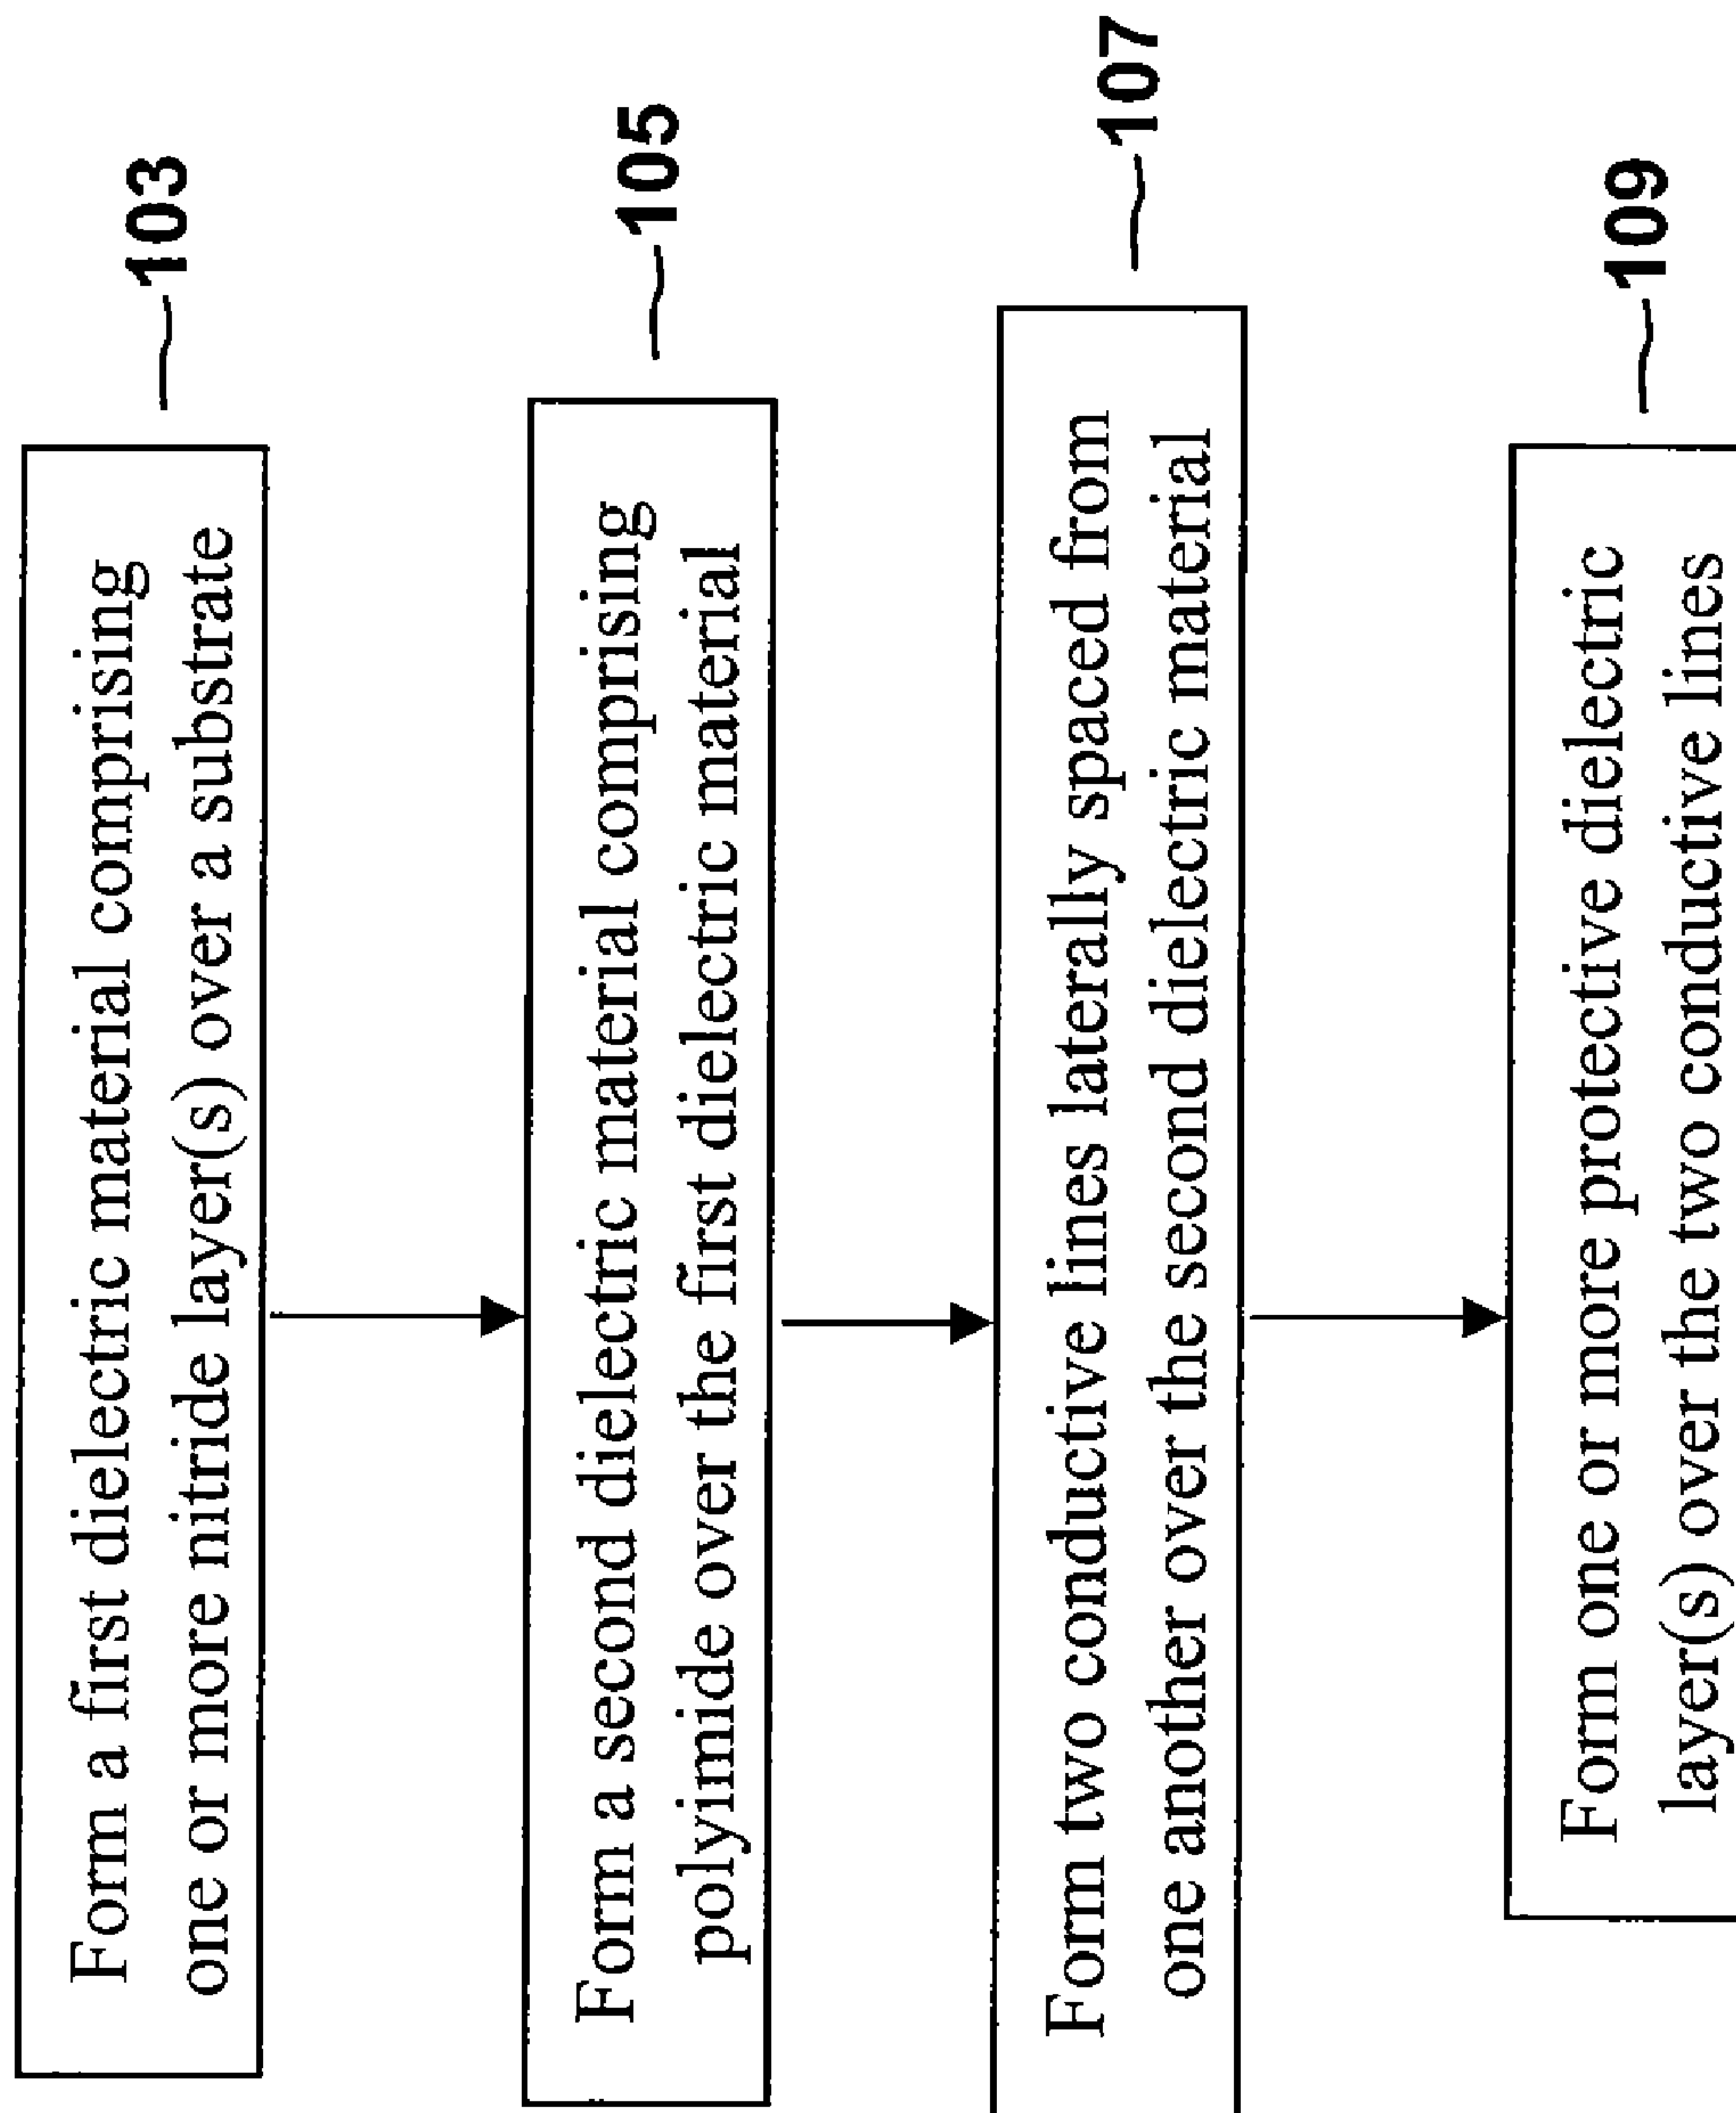 Form a first dielectric material comprising
one or more nitride layer(s) over a substrate
103
Form a second dielectric material comprising
polyimide over the first dielectric material
105
Form two conductive lines laterally spaced from
one another over the second dielectric material
107
Form one or more protective dielectric
layer(s) over the two conductive lines
109